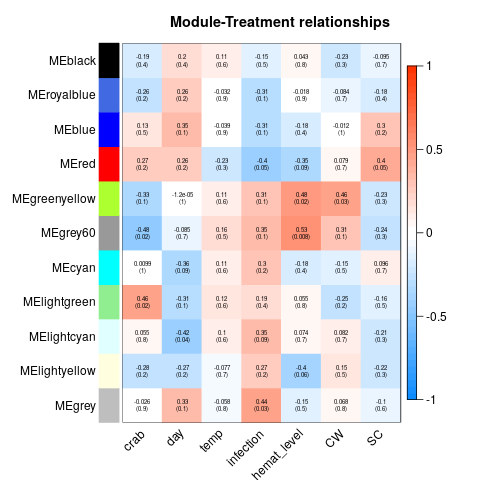 Module-Treatment relationships
MEblack
-0.19 0.2 0.11 -0.15 0.043 -0.23 -0.095
(0.4) (0.4) (0.6) (0.5) (0.8) (0.3) (0.7)
MEroyalblue
-0.26 0.26 -0.032 -0.31 -0.018 -0.084 -0.18
(0.2) (0.2) (0.9) (0.1) (0.9) (0.7) (0.4)
MEblue
0.13 0.35 -0.039 -0.31 -0.18 -0.012 0.3
(0.5) (0.1) (0.9) (0.1) (0.4) (1) (0.2)
MEred
0.27 0.26 -0.23 -0.4 -0.35 0.079 0.4
(0.2) (0.2) (0.3) (0.05) (0.09) (0.7) (0.05)
MEgreenyellow
-0.33 -1.2e-05 0.11 0.31 0.48 0.46 -0.23
(0.1) (1) (0.6) (0.1) (0.02) (0.03) (0.3)
MEgrey60
-0.48 -0.085 0.16 0.35 0.53 0.31 -0.24
(0.02) (0.7) (0.5) (0.1) (0.008) (0.1) (0.3)
MEcyan
0.0099 -0.36 0.11 0.3 -0.18 -0.15 0.096
(1) (0.09) (0.6) (0.2) (0.4) (0.5) (0.7)
MElightgreen
0.46 -0.31 0.12 0.19 0.055 -0.25 -0.16
(0.02) (0.1) (0.6) (0.4) (0.8) (0.2) (0.5)
MElightcyan
0.055 -0.42 0.1 0.35 0.074 0.082 -0.21
(0.8) (0.04) (0.6) (0.09) (0.7) (0.7) (0.3)
MElightyellow
-0.28 -0.27 -0.077 0.27 -0.4 0.15 -0.22
(0.2) (0.2) (0.7) (0.2) (0.06) (0.5) (0.3)
MEgrey
-0.026 0.33 -0.058 0.44 -0.15 0.068 -0.1
(0.9) (0.1) (0.8) (0.03) (0.5) (0.8) (0.6)
crab day temp infection hemat_level CW SC
1
0.5
0
-0.5
-1